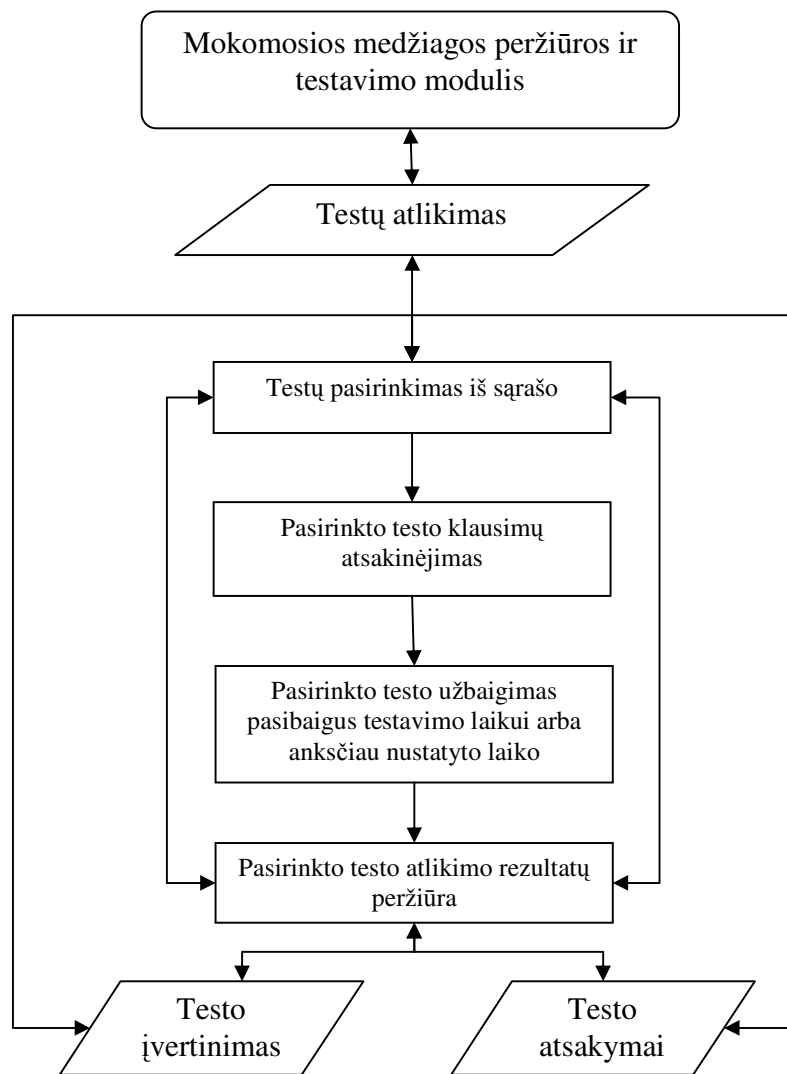 Mokomosios medžiagos peržiūros ir
testavimo modulis
Testų atlikimas
Testų pasirinkimas iš sąrašo
Pasirinkto testo klausimų
atsakinėjimas
Pasirinkto testo užbaigimas
pasibaigus testavimo laikui arba
anksčiau nustatyto laiko
Pasirinkto testo atlikimo rezultatų
peržiūra
Testo
įvertinimas
Testo
atsakymai